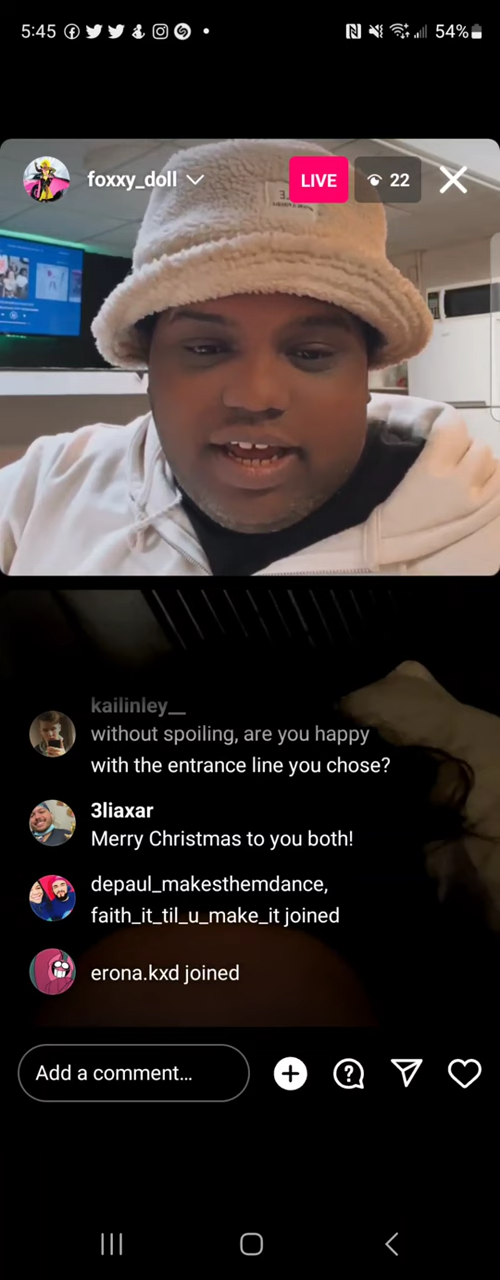 5:45
54%
foxxy_doll
LIVE
22
kailinley__
without spoiling, are you happy
with the entrance line you chose?
3liaxar
Merry Christmas to you both!
depaul_makesthemdance,
faith_it_til_u_make_it joined
erona.kxd joined
Add a comment...